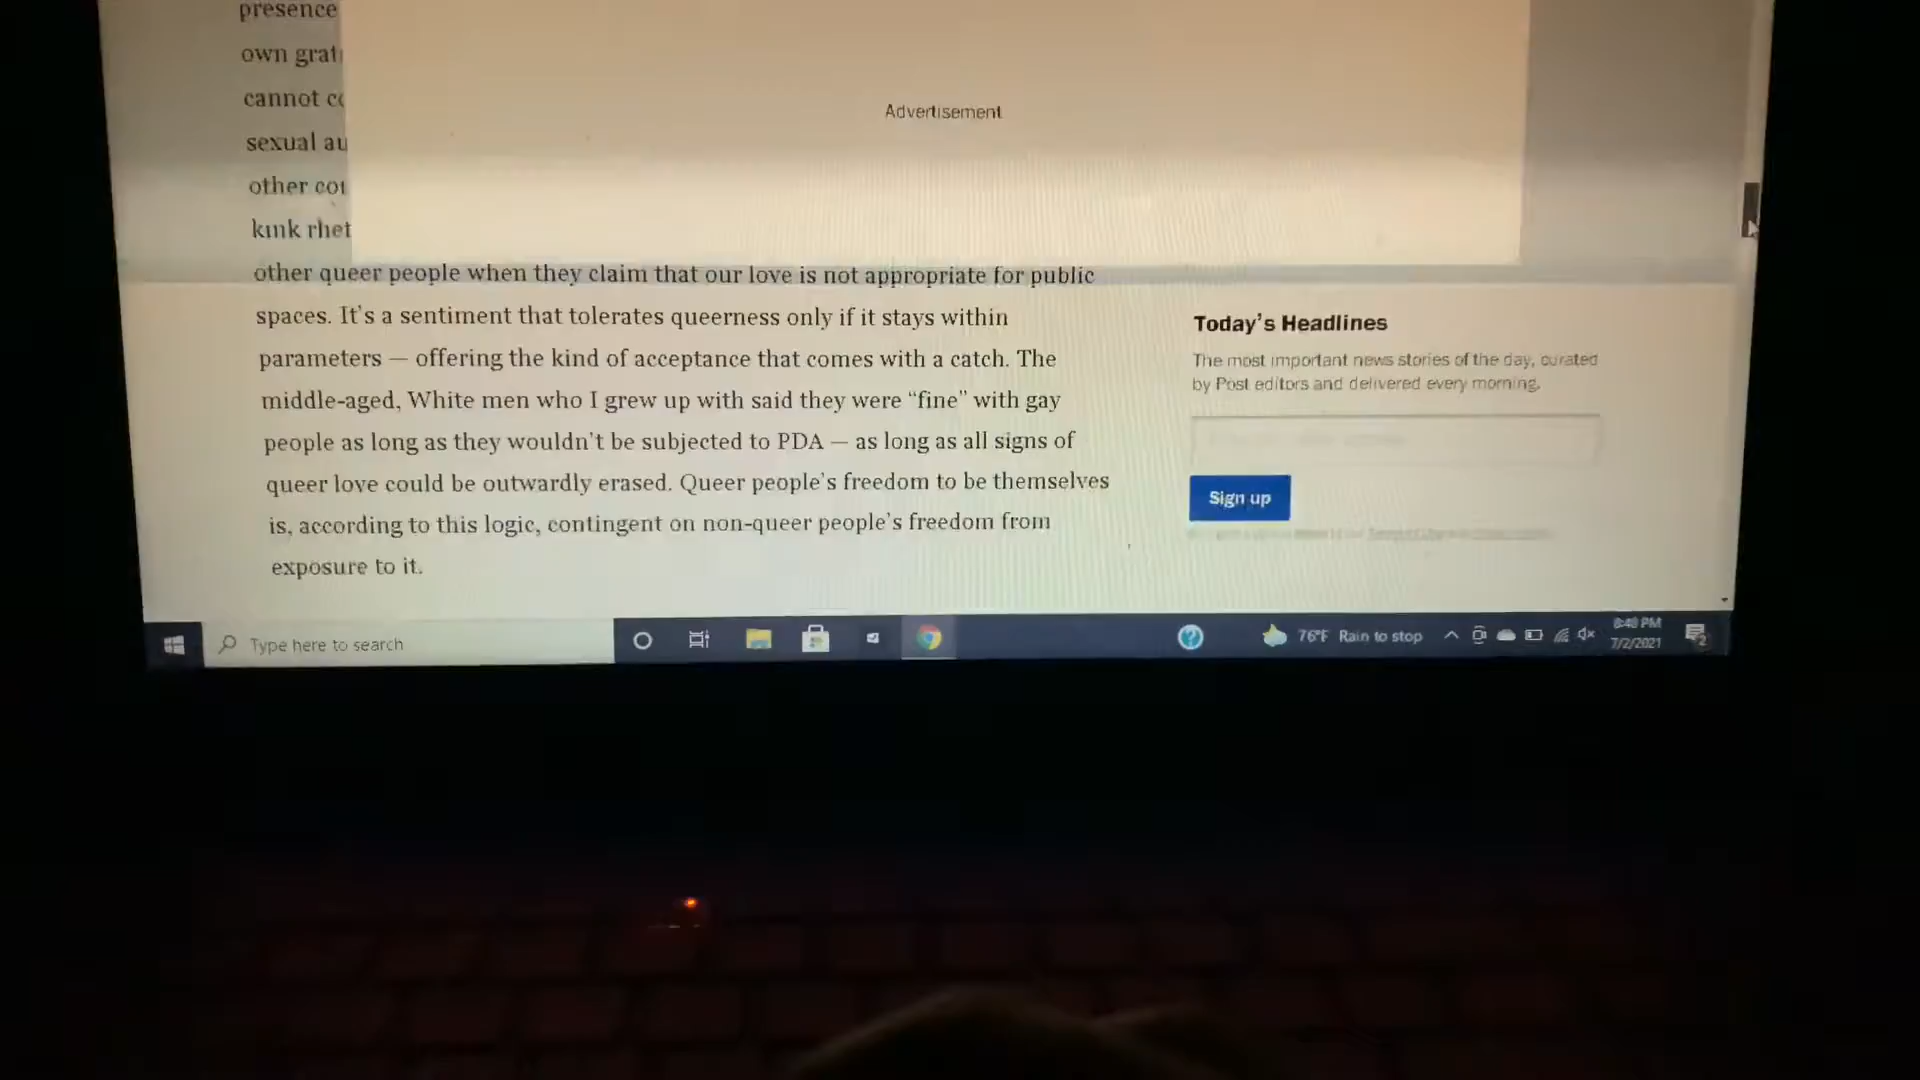 presence
own
cannot
sexual
other
kink
Advertisement
other queer people when they claim that our love is not appropriate for public
spaces. It's a sentiment that tolerates queerness only if it stays within
parameters — offering the kind of acceptance that comes with a catch. The
middle-aged, White men who I grew up with said they were “fine” with gay
people as long as they wouldn't be subjected to PDA — as long as all signs of
queer love could be outwardly erased. Queer people's freedom to be themselves
is, according to this logic, contingent on non-queer people's freedom from
exposure to it.
Today's Headlines
The most important news stories of the day, curated
by Post editors and delivered every morning.
Sign up
Type here to search
76°F Rain to stop
8:43 PM
7/2/2021
2